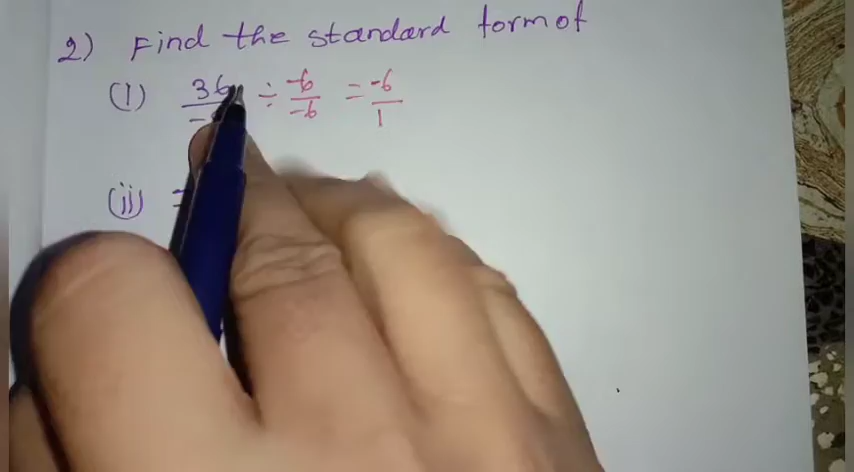 2) Find the standard form of
(i) 36 ÷ -6/-6 = -6/1
(ii)